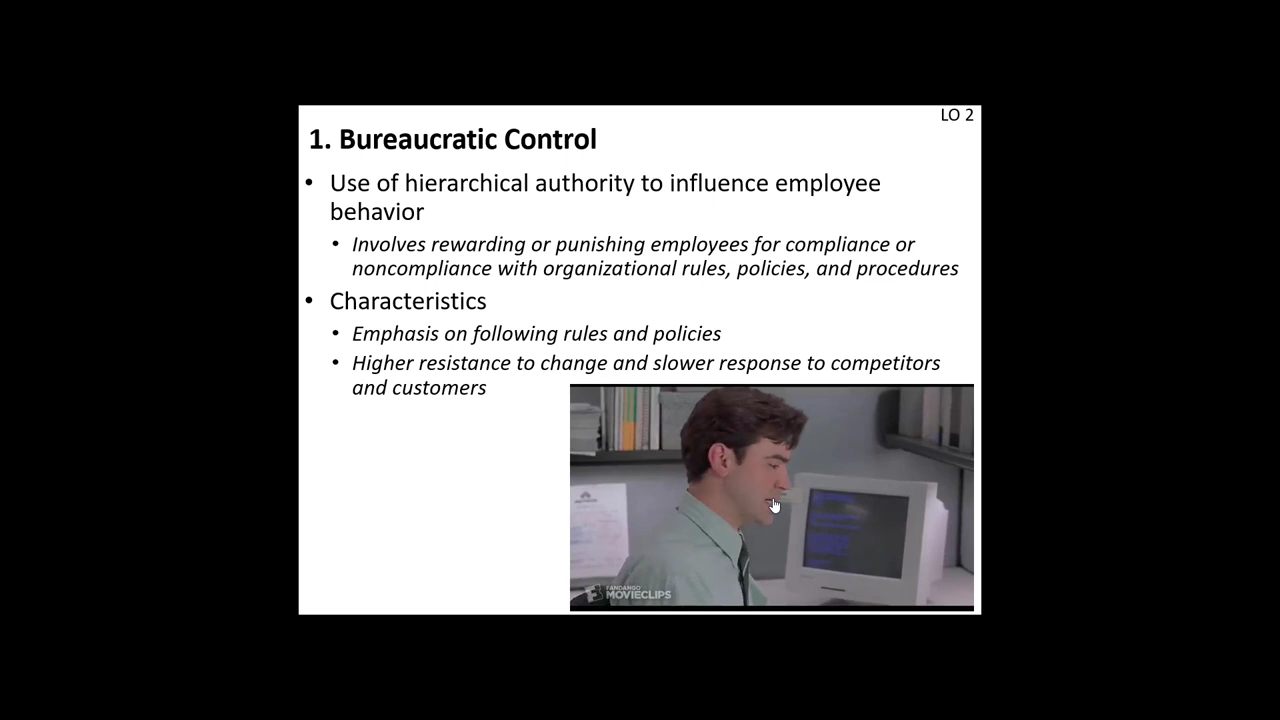 LO 2
1. Bureaucratic Control
• Use of hierarchical authority to influence employee
behavior
• Involves rewarding or punishing employees for compliance or
noncompliance with organizational rules, policies, and procedures
• Characteristics
• Emphasis on following rules and policies
• Higher resistance to change and slower response to competitors
and customers
FANDANGO
MOVIECLIPS